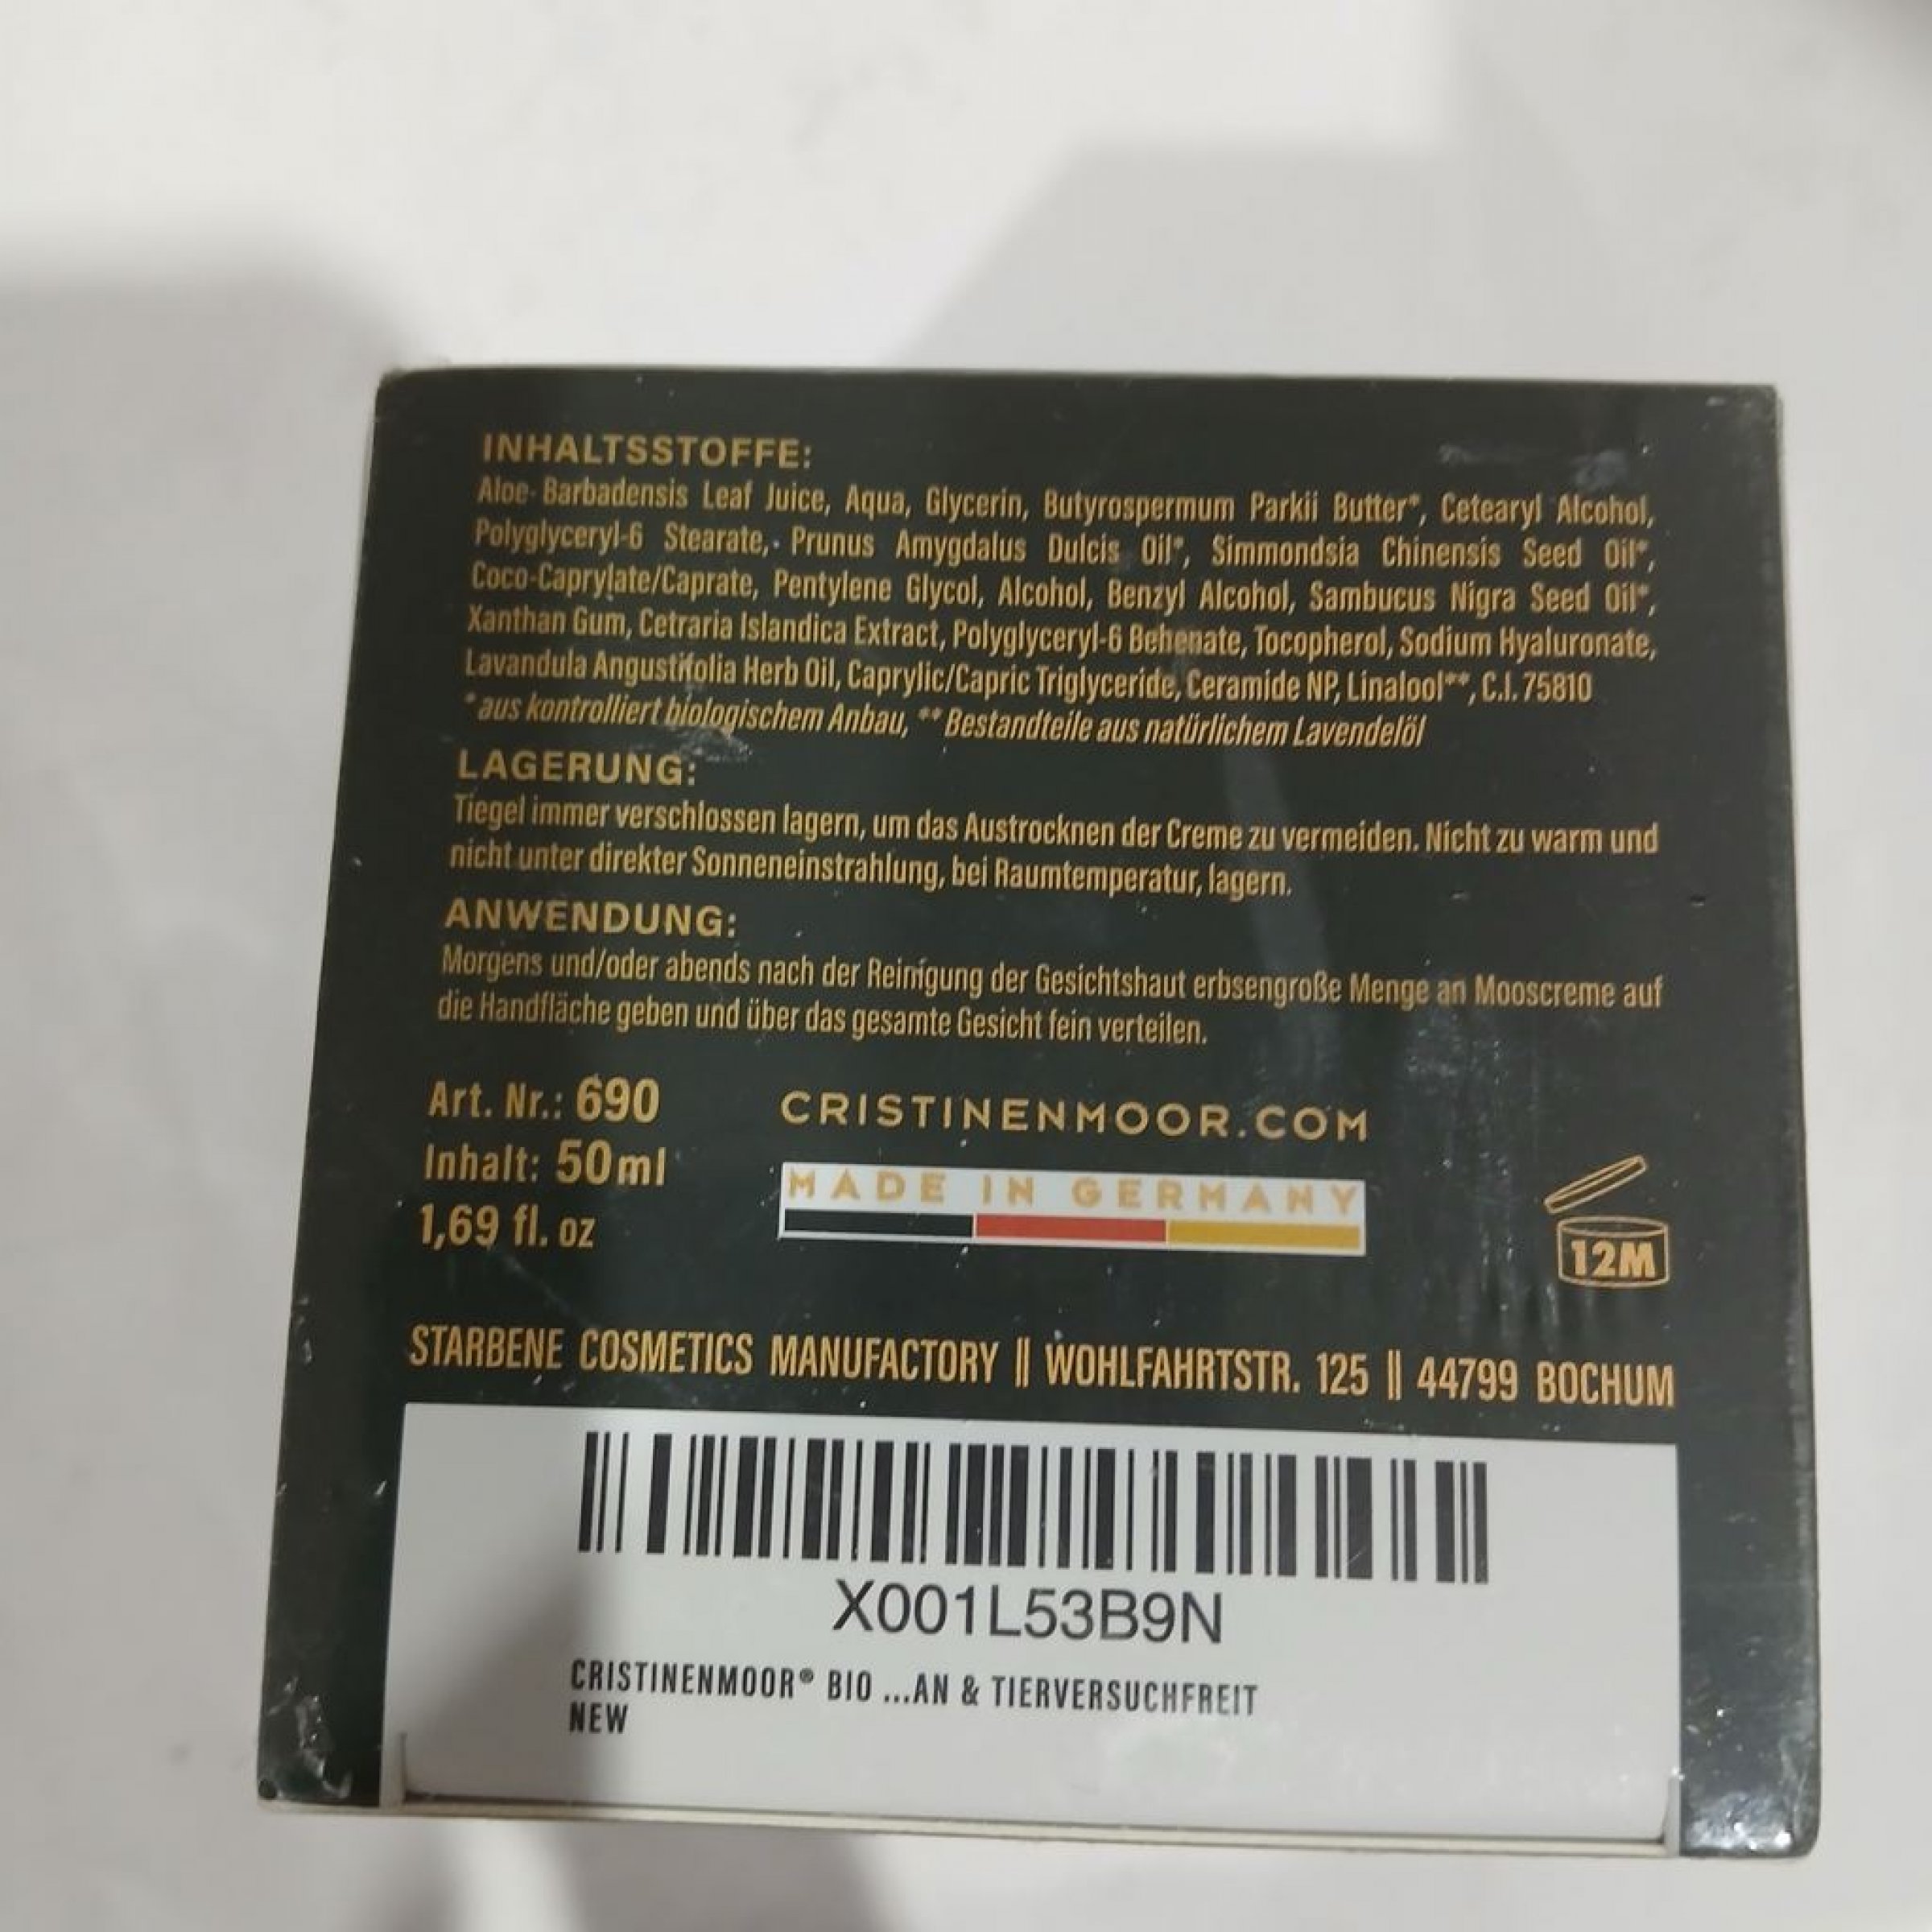 INHALTSSTOFFE:
Aloe-Barbadensis Leaf Juice, Aqua, Glycerin, Butyrospermum Parkii Butter*, Cetearyl Alcohol,
Polyglyceryl-6 Stearate, Prunus Amygdalus Dulcis Oil*, Simmondsia Chinensis Seed Oil*,
Coco-Caprylate/Caprate, Pentylene Glycol, Alcohol, Benzyl Alcohol, Sambucus Nigra Seed Oil*,
Xanthan Gum, Cetraria Islandica Extract, Polyglyceryl-6 Behenate, Tocopherol, Sodium Hyaluronate,
Lavandula Angustifolia Herb Oil, Caprylic/Capric Triglyceride, Ceramide NP, Linalool**, C.I. 75810
* aus kontrolliert biologischem Anbau, ** Bestandteile aus natürlichem Lavendelöl
LAGERUNG:
Tiegel immer verschlossen lagern, um das Austrocknen der Creme zu vermeiden. Nicht zu warm und
nicht unter direkter Sonneneinstrahlung, bei Raumtemperatur, lagern.
ANWENDUNG:
Morgens und/oder abends nach der Reinigung der Gesichtshaut erbsengroße Menge an Mooscreme auf
die Handfläche geben und über das gesamte Gesicht fein verteilen.
Art. Nr.: 690
Inhalt: 50ml
1,69 fl. oz
CRISTINENMOOR.COM
MADE IN GERMANY
12M
STARBENE COSMETICS MANUFACTORY || WOHLFAHRTSTR. 125 || 44799 BOCHUM
X001L53B9N
CRISTINENMOOR® BIO ...AN & TIERVERSUCHFREIT
NEW